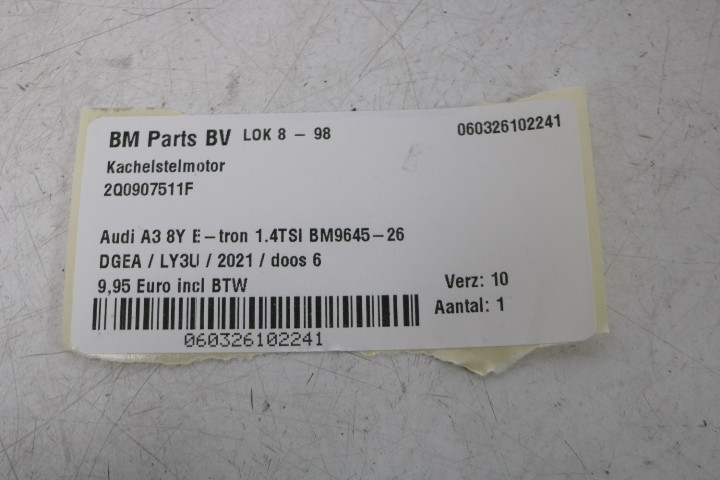 BM Parts BV LOK 8 - 98 060326102241
Kachelstelmotor
2Q0907511F
Audi A3 8Y E-tron 1.4TSI BM9645-26
DGEA / LY3U / 2021 / doos 6
9,95 Euro incl BTW
Verz: 10
Aantal: 1
060326102241